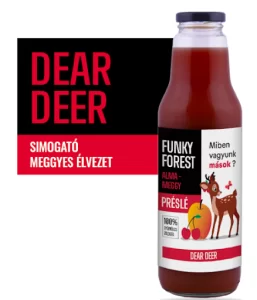 DEAR
DEER
SIMOGATÓ
MEGGYES ÉLVEZET
FUNKY
FOREST
ALMA -
MEGGY
PRÉSLÉ
100%
Miben
vagyunk
mások ?
DEAR DEER